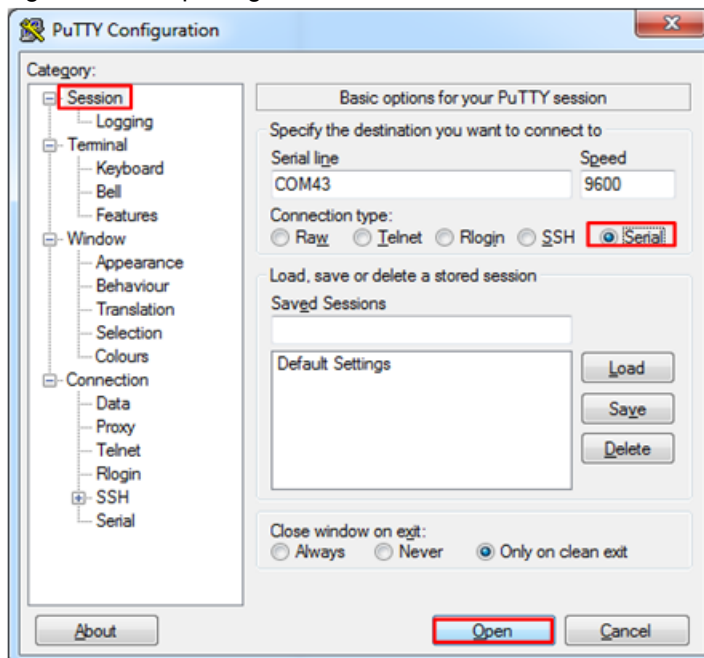 PuTTY Configuration
Category:
Session
Logging
Terminal
Keyboard
Bell
Features
Window
Appearance
Behaviour
Translation
Selection
Colours
Connection
Data
Proxy
Telnet
Rlogin
SSH
Serial
Basic options for your PuTTY session
Specify the destination you want to connect to
Serial line Speed
COM43 9600
Connection type:
Raw Telnet Rlogin SSH Serial
Load, save or delete a stored session
Saved Sessions
Default Settings
Load
Save
Delete
Close window on exit:
Always Never Only on clean exit
About Open Cancel